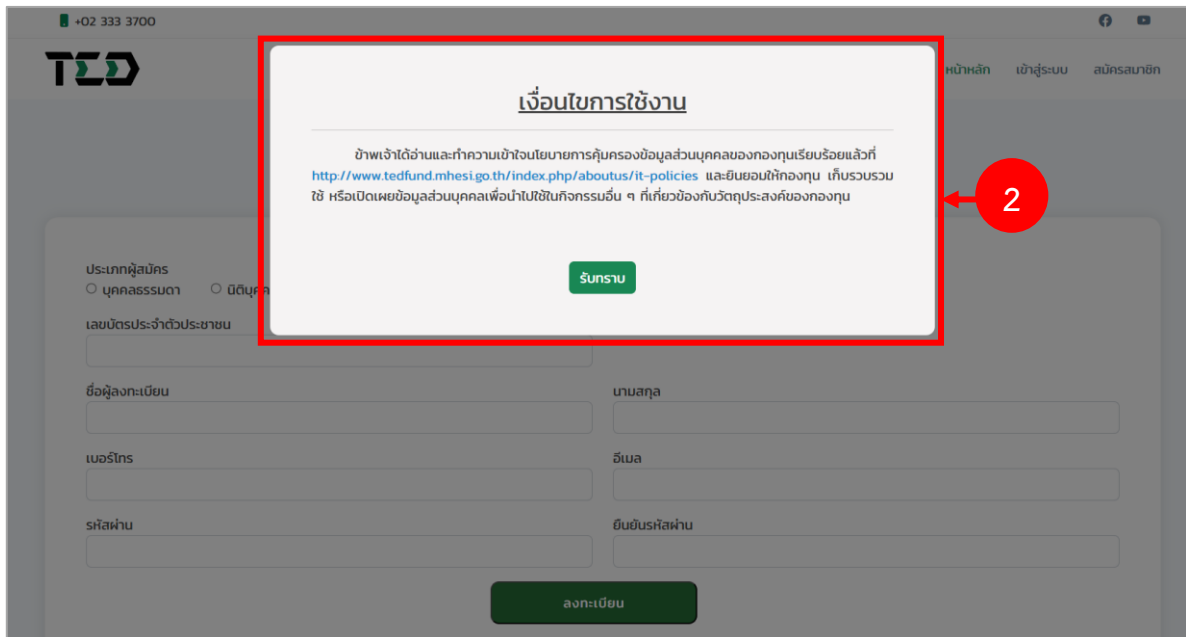 +02 333 3700
TED
หน้าหลัก เข้าสู่ระบบ สมัครสมาชิก
เงื่อนไขการใช้งาน
ข้าพเจ้าได้อ่านและทำความเข้าใจนโยบายการคุ้มครองข้อมูลส่วนบุคคลของกองทุนเรียบร้อยแล้วที่
http://www.tedfund.mhesi.go.th/index.php/aboutus/it-policies และยินยอมให้กองทุน เก็บรวบรวม
ใช้ หรือเปิดเผยข้อมูลส่วนบุคคลเพื่อนำไปใช้ในกิจกรรมอื่น ๆ ที่เกี่ยวข้องกับวัตถุประสงค์ของกองทุน
2
รับทราบ
ประเภทผู้สมัคร
บุคคลธรรมดา นิติบุคค
เลขบัตรประจำตัวประชาชน
ชื่อผู้ลงทะเบียน นามสกุล
เบอร์โทร อีเมล
รหัสผ่าน ยืนยันรหัสผ่าน
ลงทะเบียน